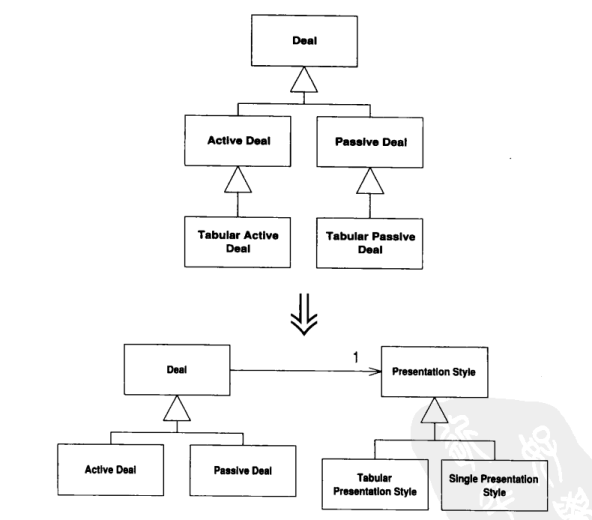 Deal
Active Deal
Passive Deal
Tabular Active
Deal
Tabular Passive
Deal
1
Deal
Presentation Style
Active Deal
Passive Deal
Tabular
Presentation Style
Single Presentation
Style